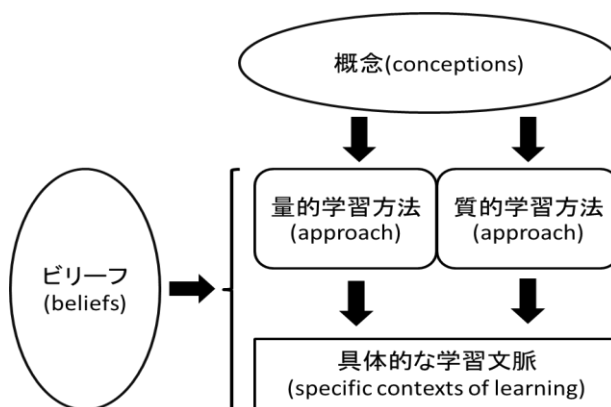 概念(conceptions)
量的学習方法
(approach)
質的学習方法
(approach)
ビリーフ
(beliefs)
具体的な学習文脈
(specific contexts of learning)